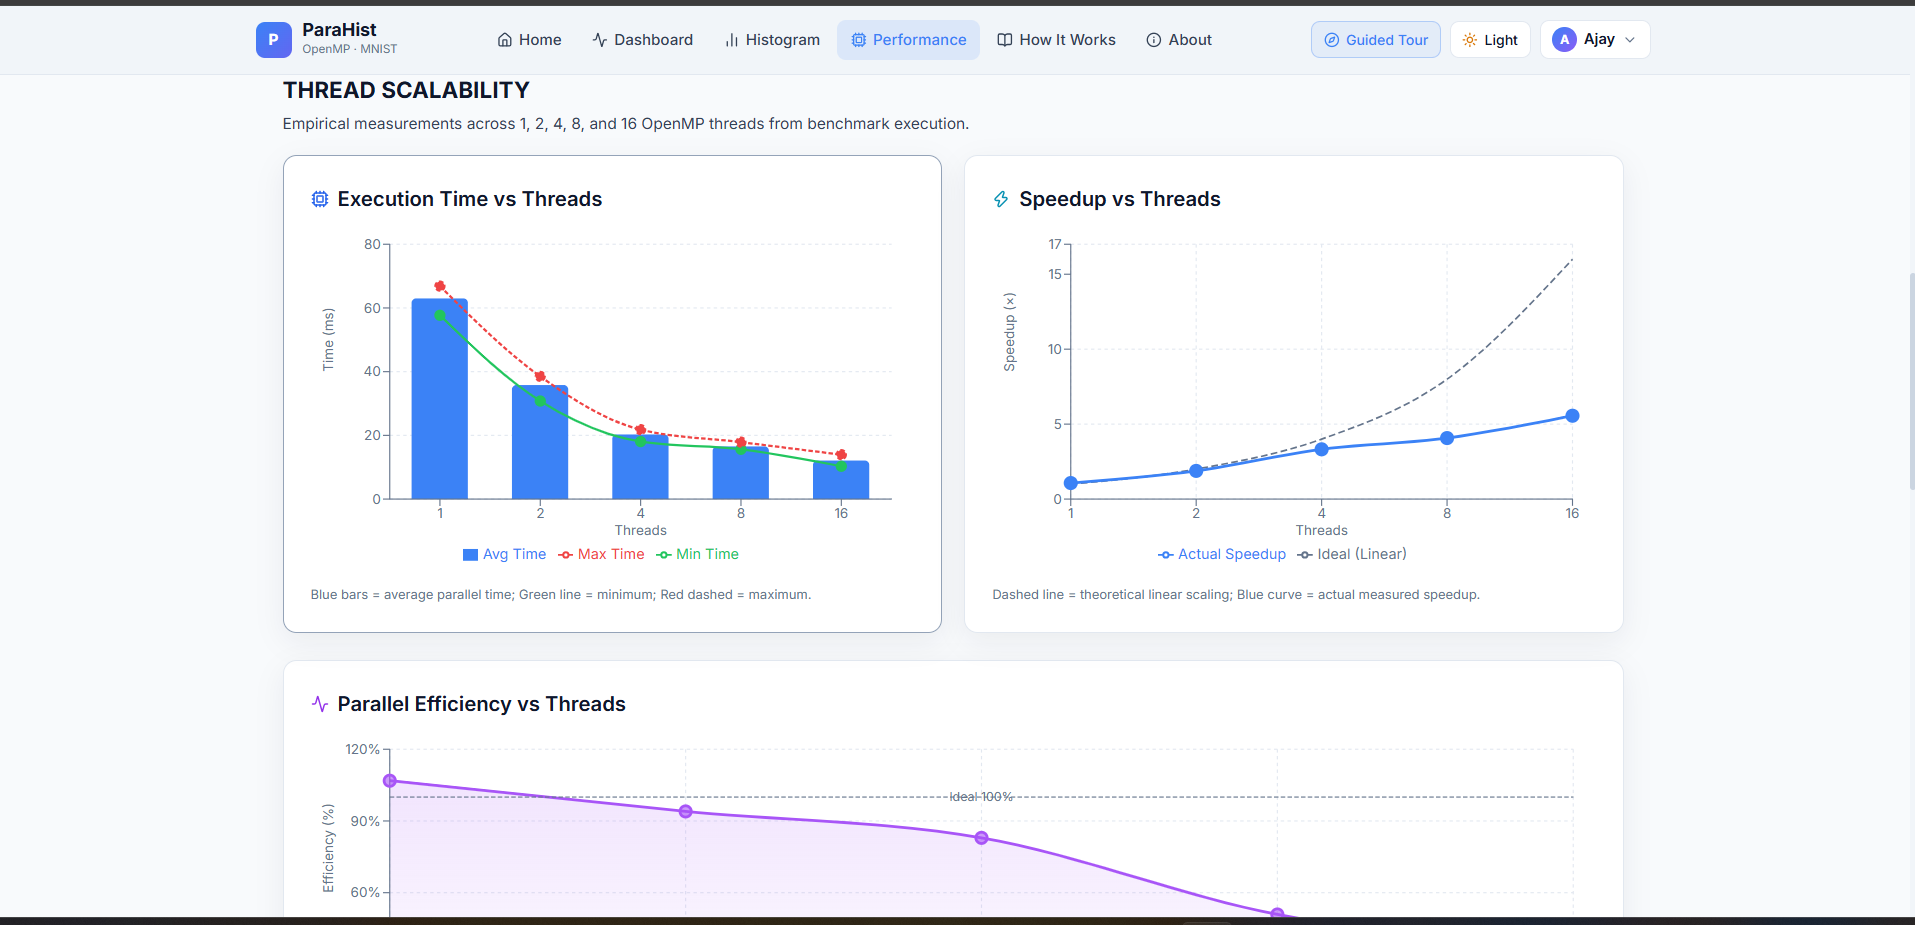 P
ParaHist
OpenMP · MNIST
Home
Dashboard
Histogram
Performance
How It Works
About
Guided Tour
Light
A
Ajay
THREAD SCALABILITY
Empirical measurements across 1, 2, 4, 8, and 16 OpenMP threads from benchmark execution.
Execution Time vs Threads
80
60
40
20
0
Time (ms)
1 2 4 8 16
Threads
Avg Time Max Time Min Time
Blue bars = average parallel time; Green line = minimum; Red dashed = maximum.
Speedup vs Threads
17
15
10
5
0
Speedup (×)
1 2 4 8 16
Threads
Actual Speedup Ideal (Linear)
Dashed line = theoretical linear scaling; Blue curve = actual measured speedup.
Parallel Efficiency vs Threads
120%
90%
60%
Efficiency (%)
Ideal 100%